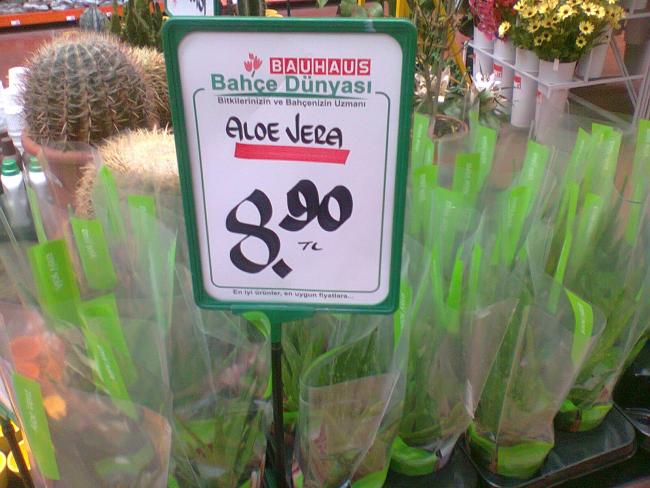 BAUHAUS
Bahçe Dünyası
Bitkilerinizin ve Bahçenizin Uzmanı
ALOE VERA
8.90
TL
En iyi ürünler, en uygun fiyatlara...